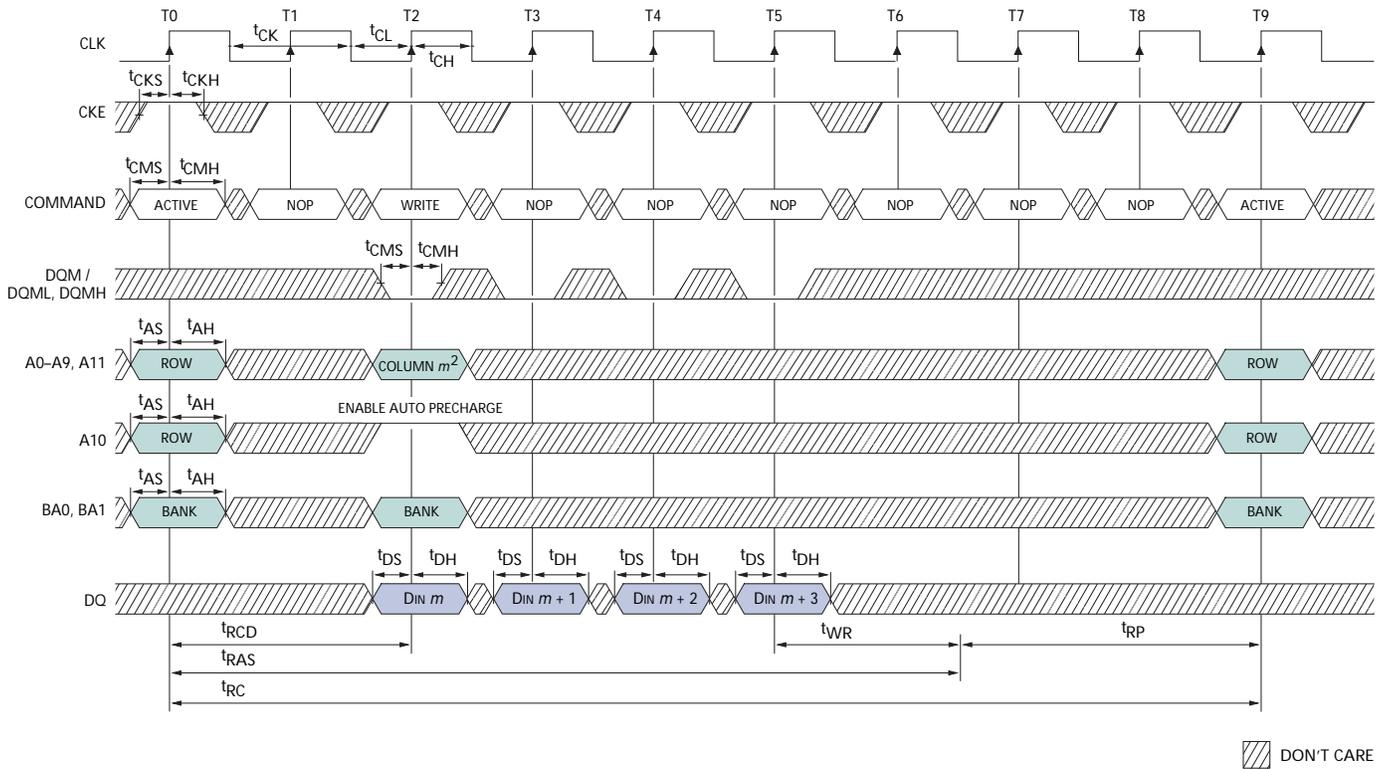 T0 T1 T2 T3 T4 T5 T6 T7 T8 T9
CLK tCK tCL tCH
tCKS tCKH
CKE
tCMS tCMH
COMMAND ACTIVE NOP WRITE NOP NOP NOP NOP NOP NOP ACTIVE
tCMS tCMH
DQM /
DQML, DQMH
tAS tAH
A0–A9, A11 ROW COLUMN m2 ROW
tAS tAH ENABLE AUTO PRECHARGE
A10 ROW ROW
tAS tAH
BA0, BA1 BANK BANK BANK
tDS tDH tDS tDH tDS tDH tDS tDH
DQ DIN m DIN m + 1 DIN m + 2 DIN m + 3
tRCD tWR tRP
tRAS
tRC
DON'T CARE